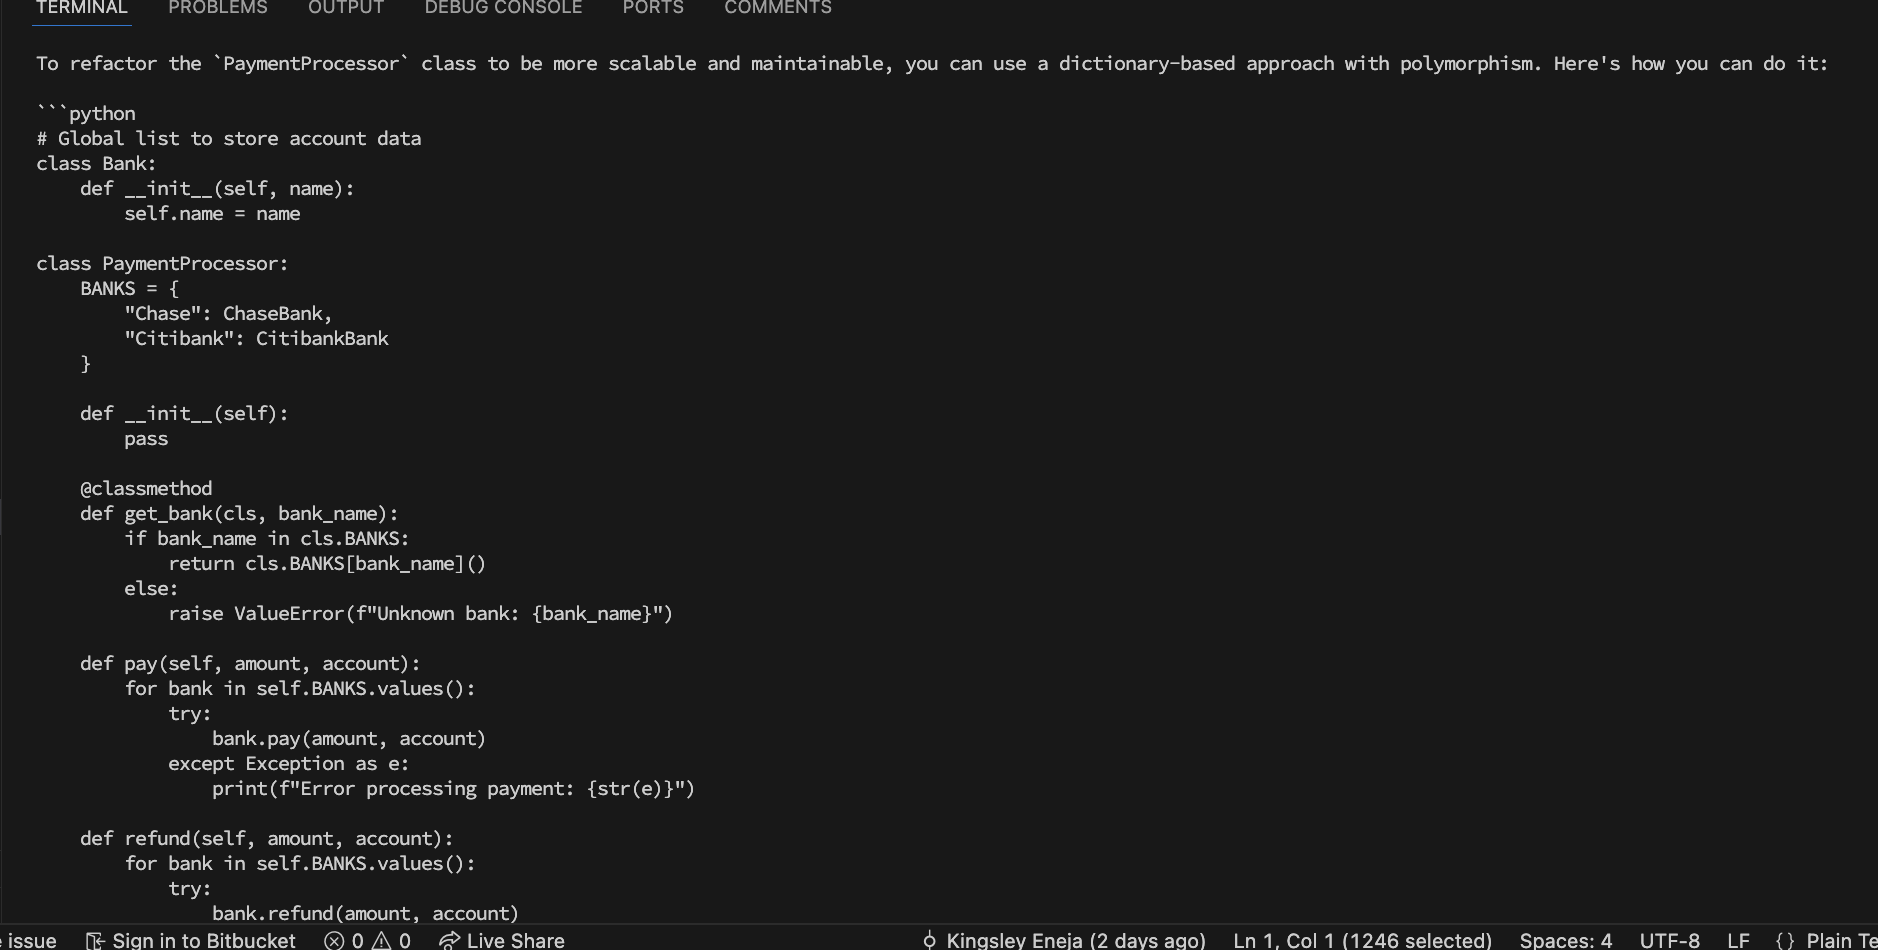 TERMINAL PROBLEMS OUTPUT DEBUG CONSOLE PORTS COMMENTS
To refactor the `PaymentProcessor` class to be more scalable and maintainable, you can use a dictionary-based approach with polymorphism. Here's how you can do it:
```python
# Global list to store account data
class Bank:
    def __init__(self, name):
        self.name = name
class PaymentProcessor:
    BANKS = {
        "Chase": ChaseBank,
        "Citibank": CitibankBank
    }
    def __init__(self):
        pass
    @classmethod
    def get_bank(cls, bank_name):
        if bank_name in cls.BANKS:
            return cls.BANKS[bank_name]()
        else:
            raise ValueError(f"Unknown bank: {bank_name}")
    def pay(self, amount, account):
        for bank in self.BANKS.values():
            try:
                bank.pay(amount, account)
            except Exception as e:
                print(f"Error processing payment: {str(e)}")
    def refund(self, amount, account):
        for bank in self.BANKS.values():
            try:
                bank.refund(amount, account)
issue Sign in to Bitbucket 0 0 Live Share Kingsley Eneja (2 days ago) Ln 1, Col 1 (1246 selected) Spaces: 4 UTF-8 LF {} Plain Te